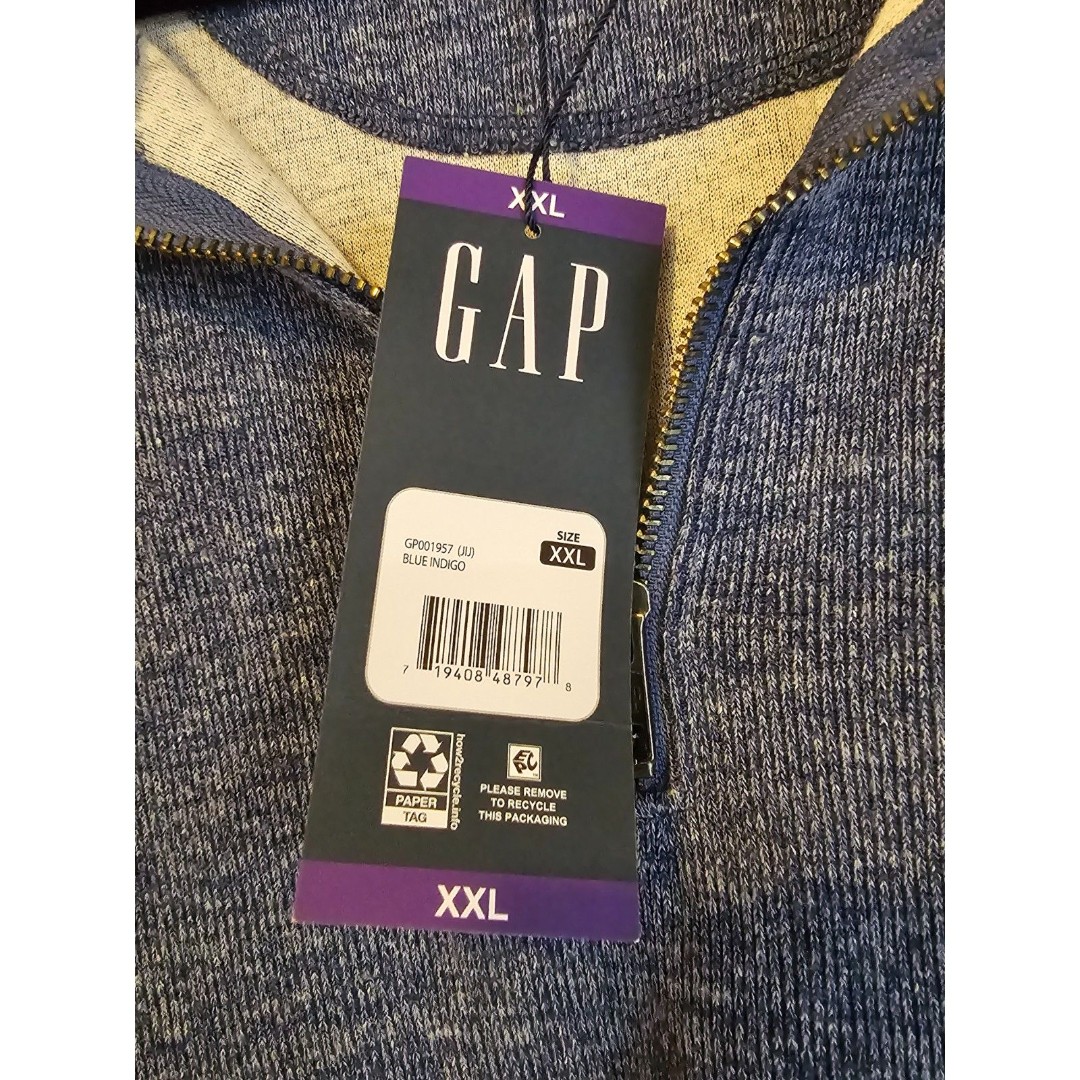 XXL
GAP
GP001957 (JIJ)
BLUE INDIGO
SIZE
XXL
7 19408 48797 8
how2recycle.info
PAPER
TAG
EPC™
PLEASE REMOVE
TO RECYCLE
THIS PACKAGING
XXL